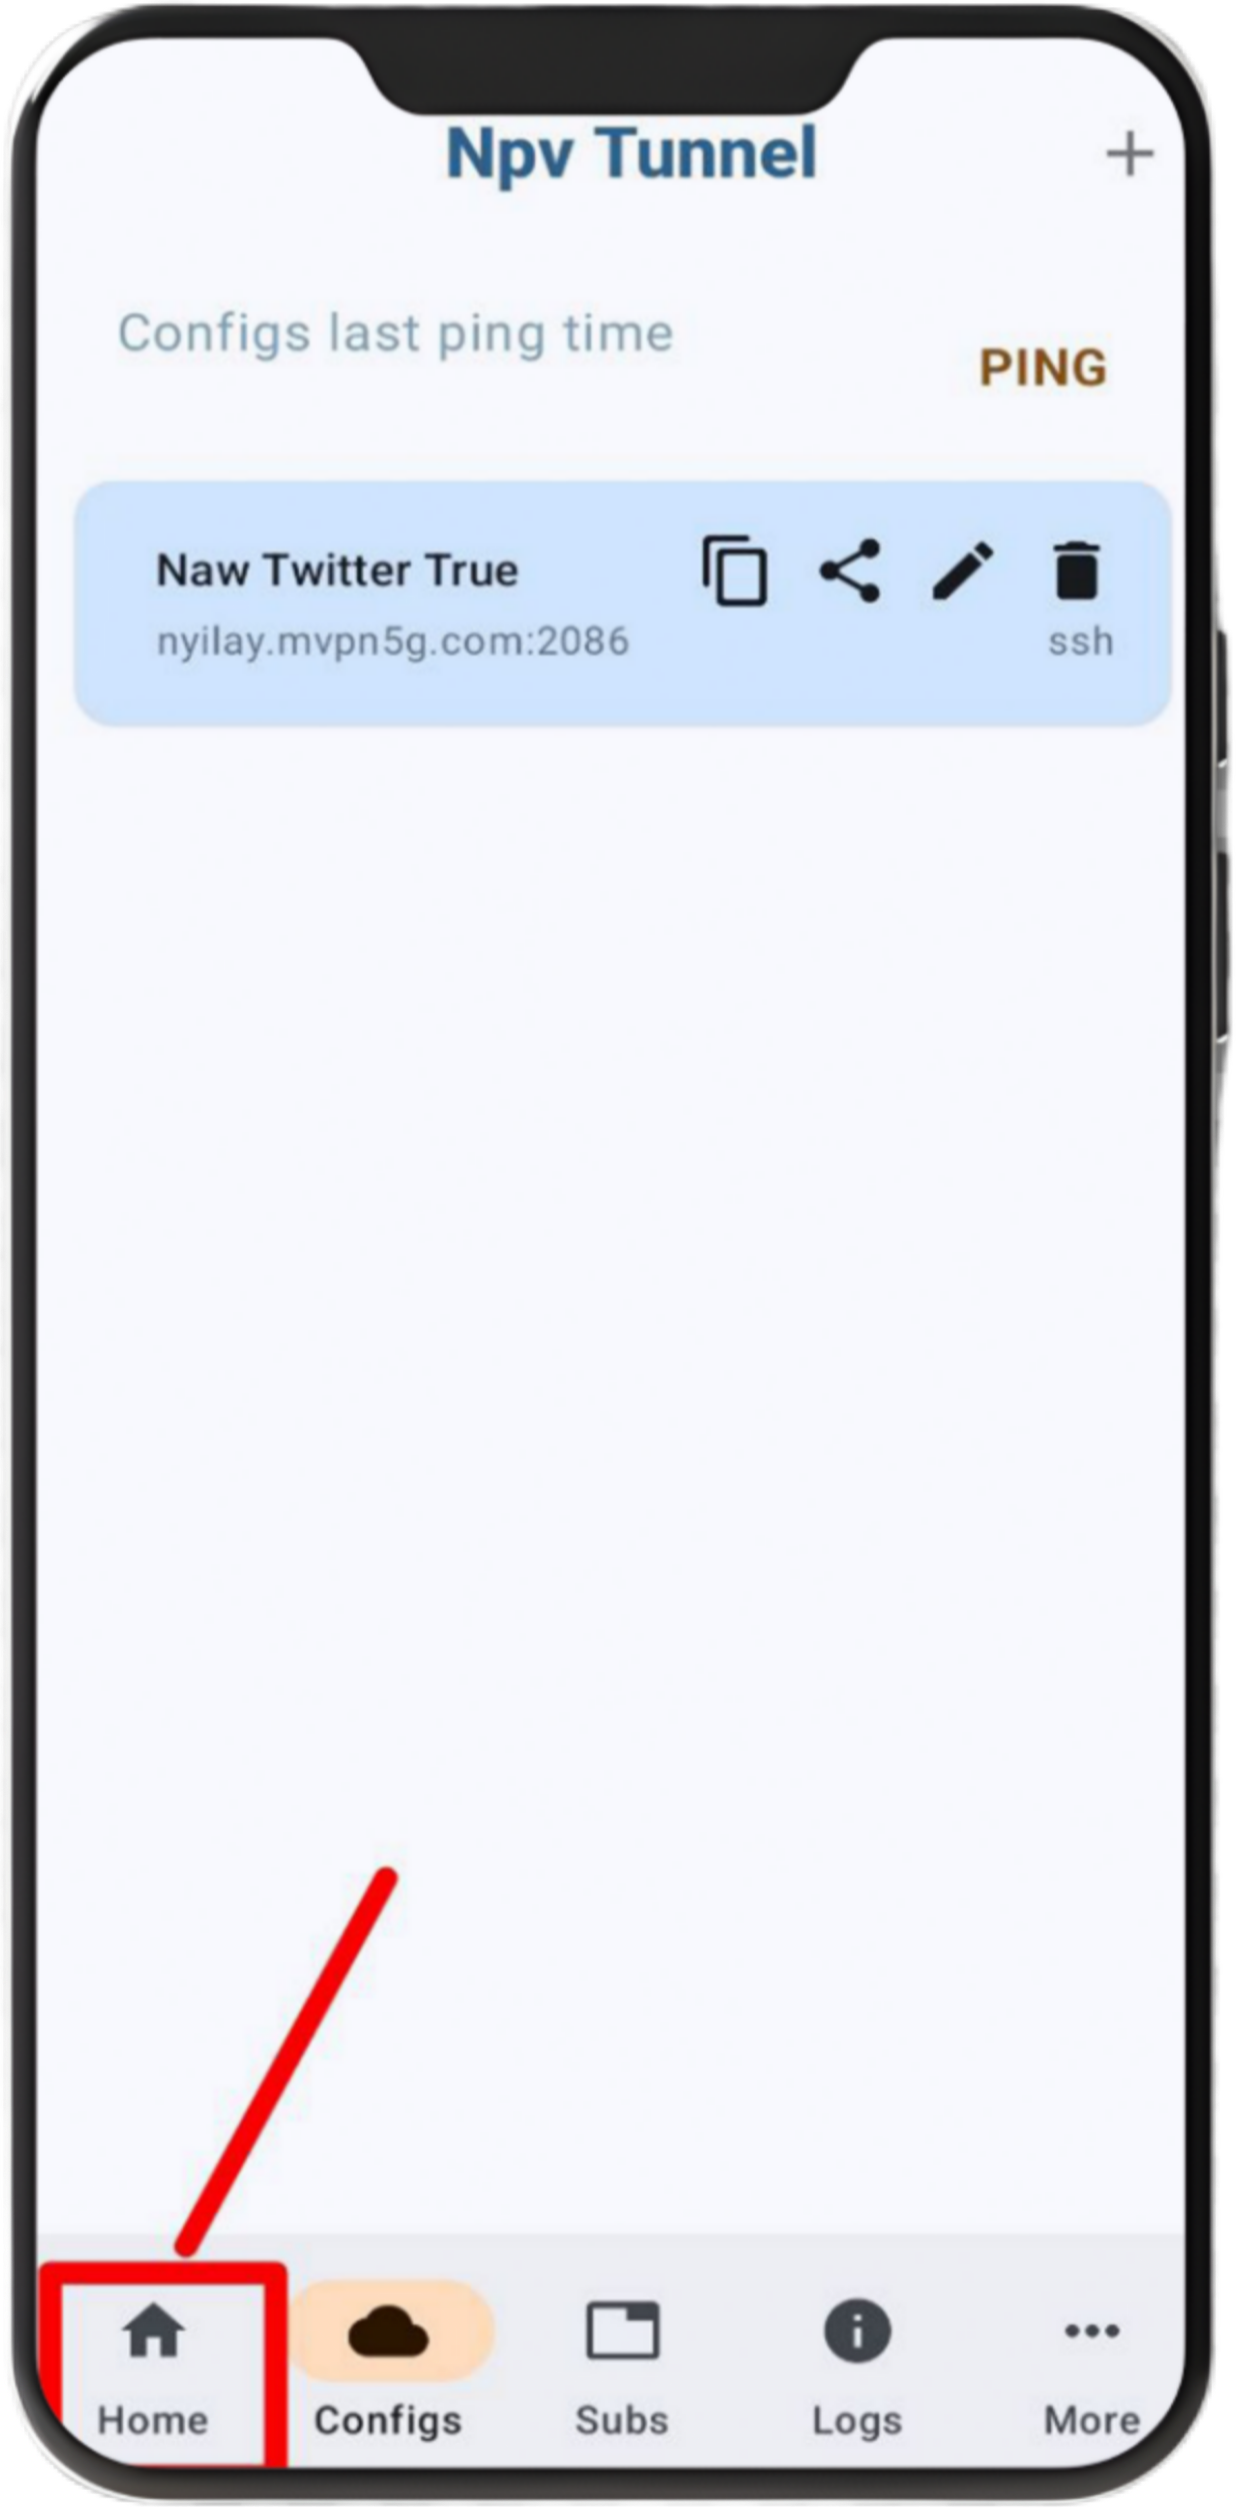 Npv Tunnel
Configs last ping time
PING
Naw Twitter True
nyilay.mvpn5g.com:2086
ssh
Home
Configs
Subs
Logs
More